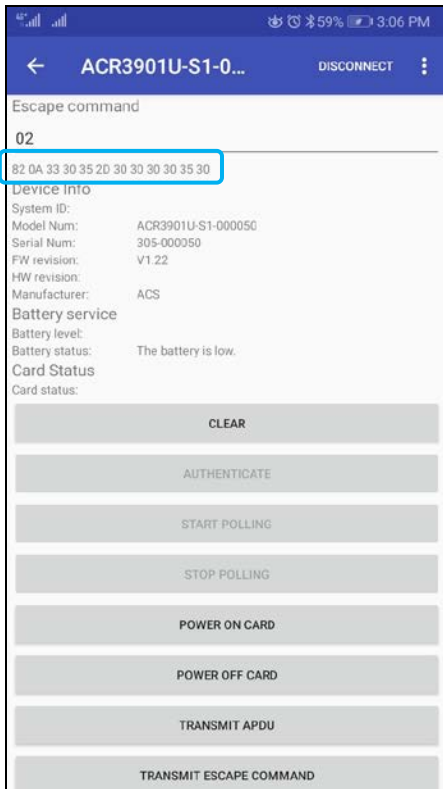 59% 3:06 PM
ACR3901U-S1-0... DISCONNECT
Escape command
02
82 0A 33 30 35 2D 30 30 30 30 35 30
Device Info
System ID:
Model Num: ACR3901U-S1-000050
Serial Num: 305-000050
FW revision: V1.22
HW revision:
Manufacturer: ACS
Battery service
Battery level:
Battery status: The battery is low.
Card Status
Card status:
CLEAR
AUTHENTICATE
START POLLING
STOP POLLING
POWER ON CARD
POWER OFF CARD
TRANSMIT APDU
TRANSMIT ESCAPE COMMAND